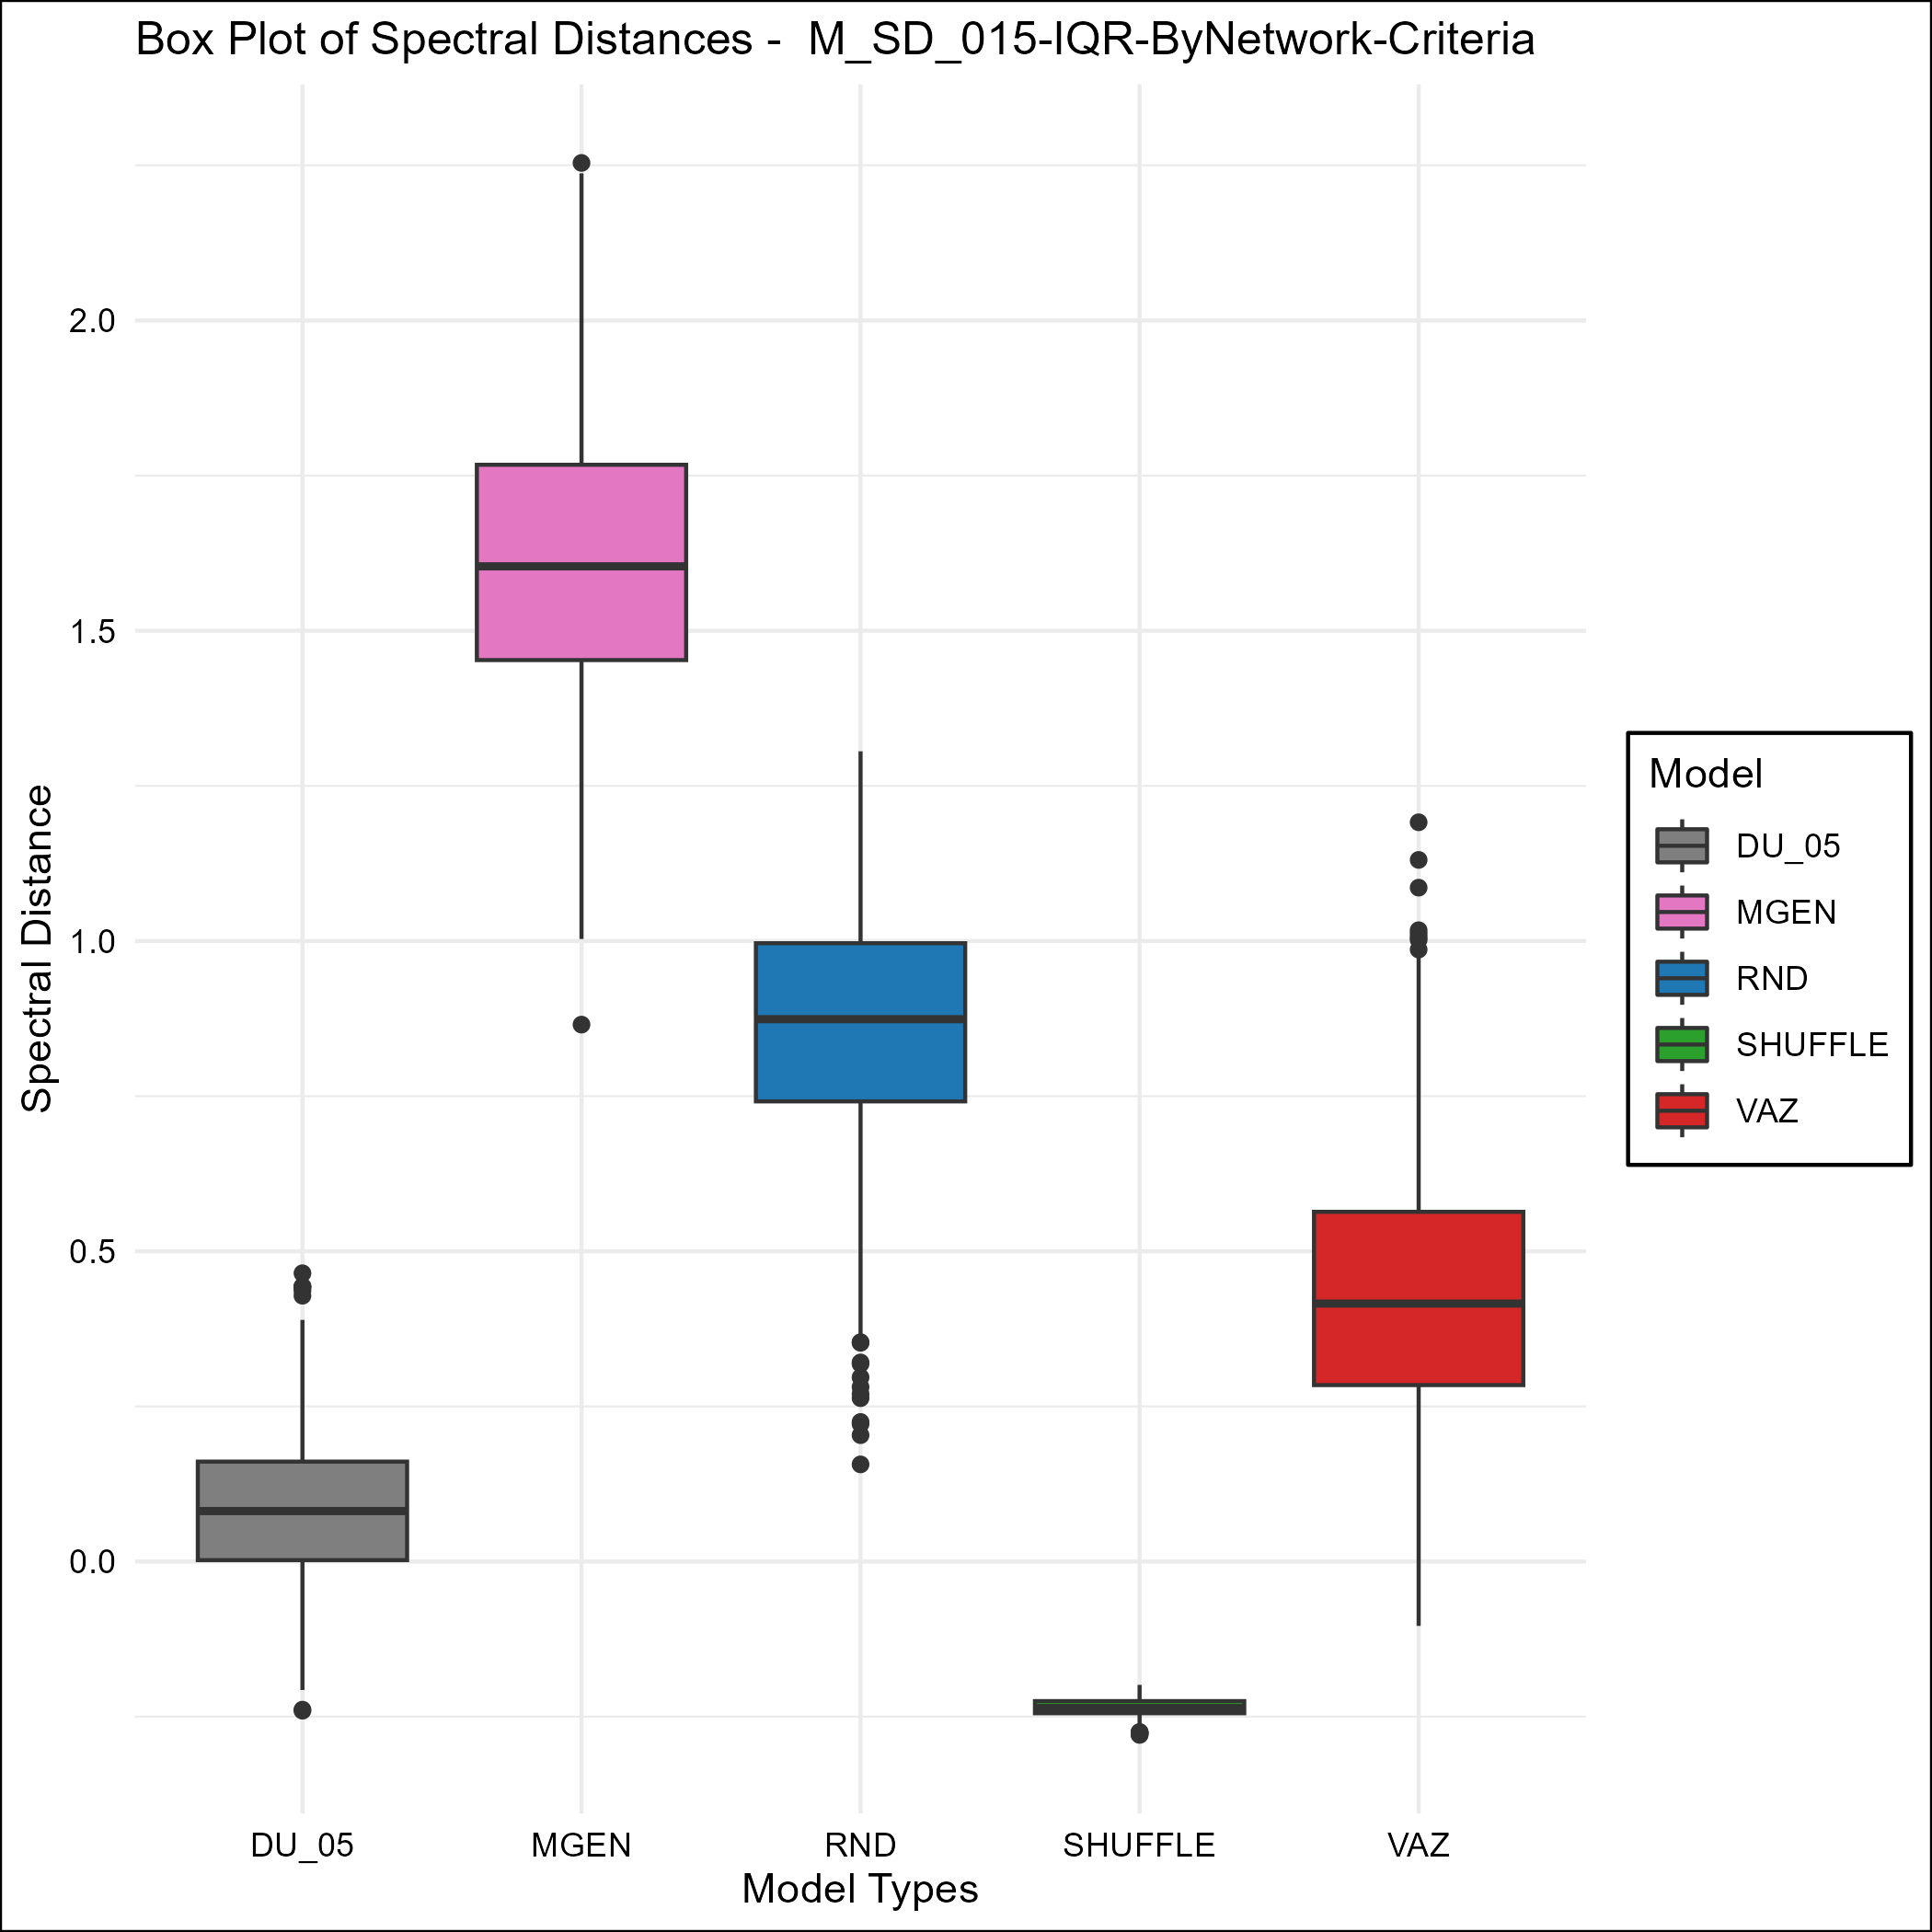 Box Plot of Spectral Distances -  M_SD_015-IQR-ByNetwork-Criteria
Spectral Distance
2.0
1.5
1.0
0.5
0.0
DU_05
MGEN
RND
SHUFFLE
VAZ
Model Types
Model
DU_05
MGEN
RND
SHUFFLE
VAZ